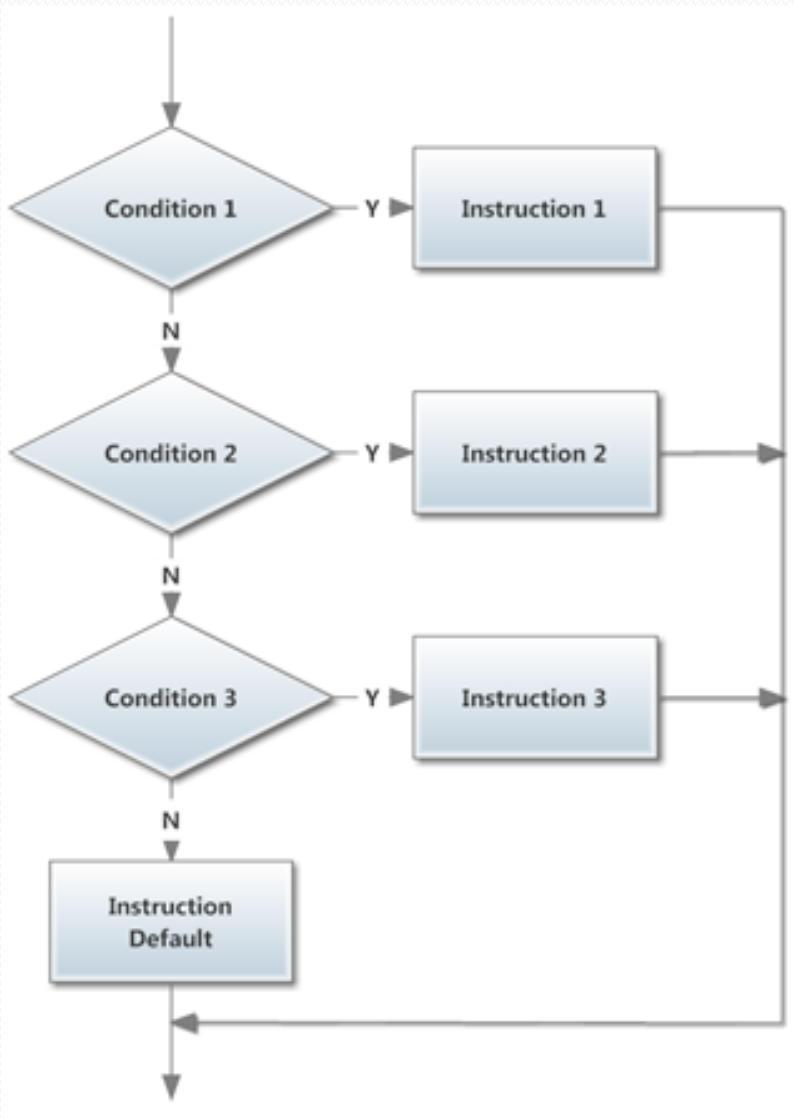 Condition 1
Y
Instruction 1
N
Condition 2
Y
Instruction 2
N
Condition 3
Y
Instruction 3
N
Instruction
Default